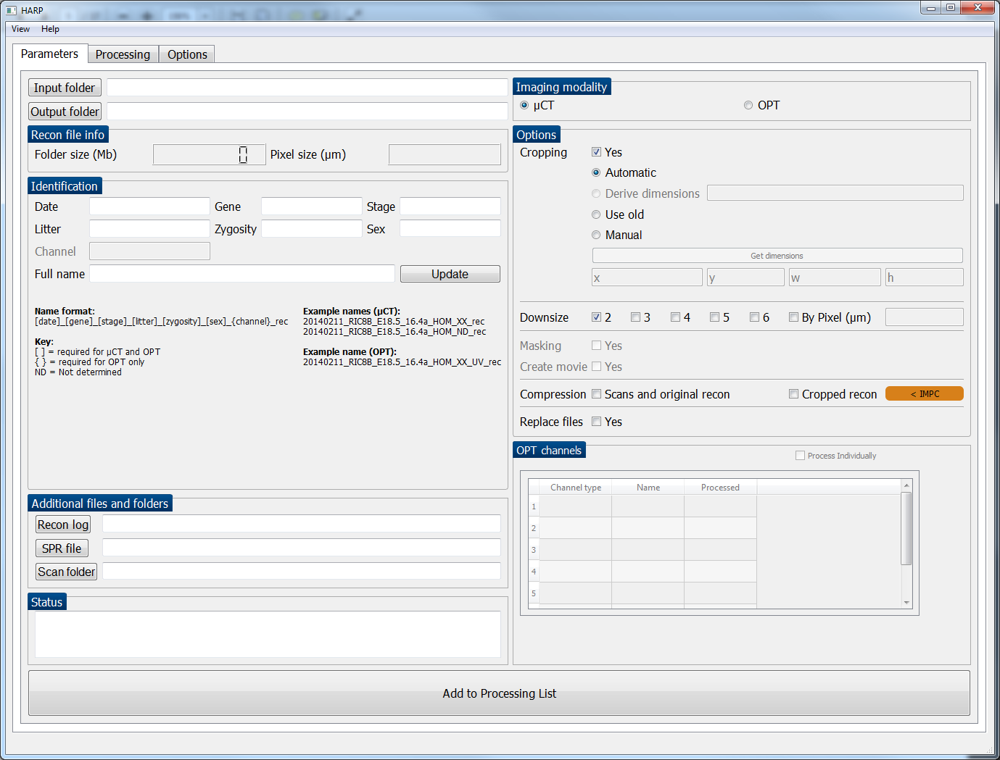 HARP
View Help
Parameters Processing Options
Input folder
Output folder
Recon file info
Folder size (Mb) 0 Pixel size (µm)
Identification
Date Gene Stage
Litter Zygosity Sex
Channel
Full name Update
Name format:
[date]_[gene]_[stage]_[litter]_[zygosity]_[sex]_{channel}_rec
Key:
[ ] = required for µCT and OPT
{ } = required for OPT only
ND = Not determined
Example names (µCT):
20140211_RIC8B_E18.5_16.4a_HOM_XX_rec
20140211_RIC8B_E18.5_16.4a_HOM_ND_rec
Example name (OPT):
20140211_RIC8B_E18.5_16.4a_HOM_XX_UV_rec
Additional files and folders
Recon log
SPR file
Scan folder
Status
Imaging modality
µCT OPT
Options
Cropping Yes
Automatic
Derive dimensions
Use old
Manual
Get dimensions
x y w h
Downsize 2 3 4 5 6 By Pixel (µm)
Masking Yes
Create movie Yes
Compression Scans and original recon Cropped recon < IMPC
Replace files Yes
OPT channels
Process Individually
Channel type Name Processed
1
2
3
4
5
Add to Processing List